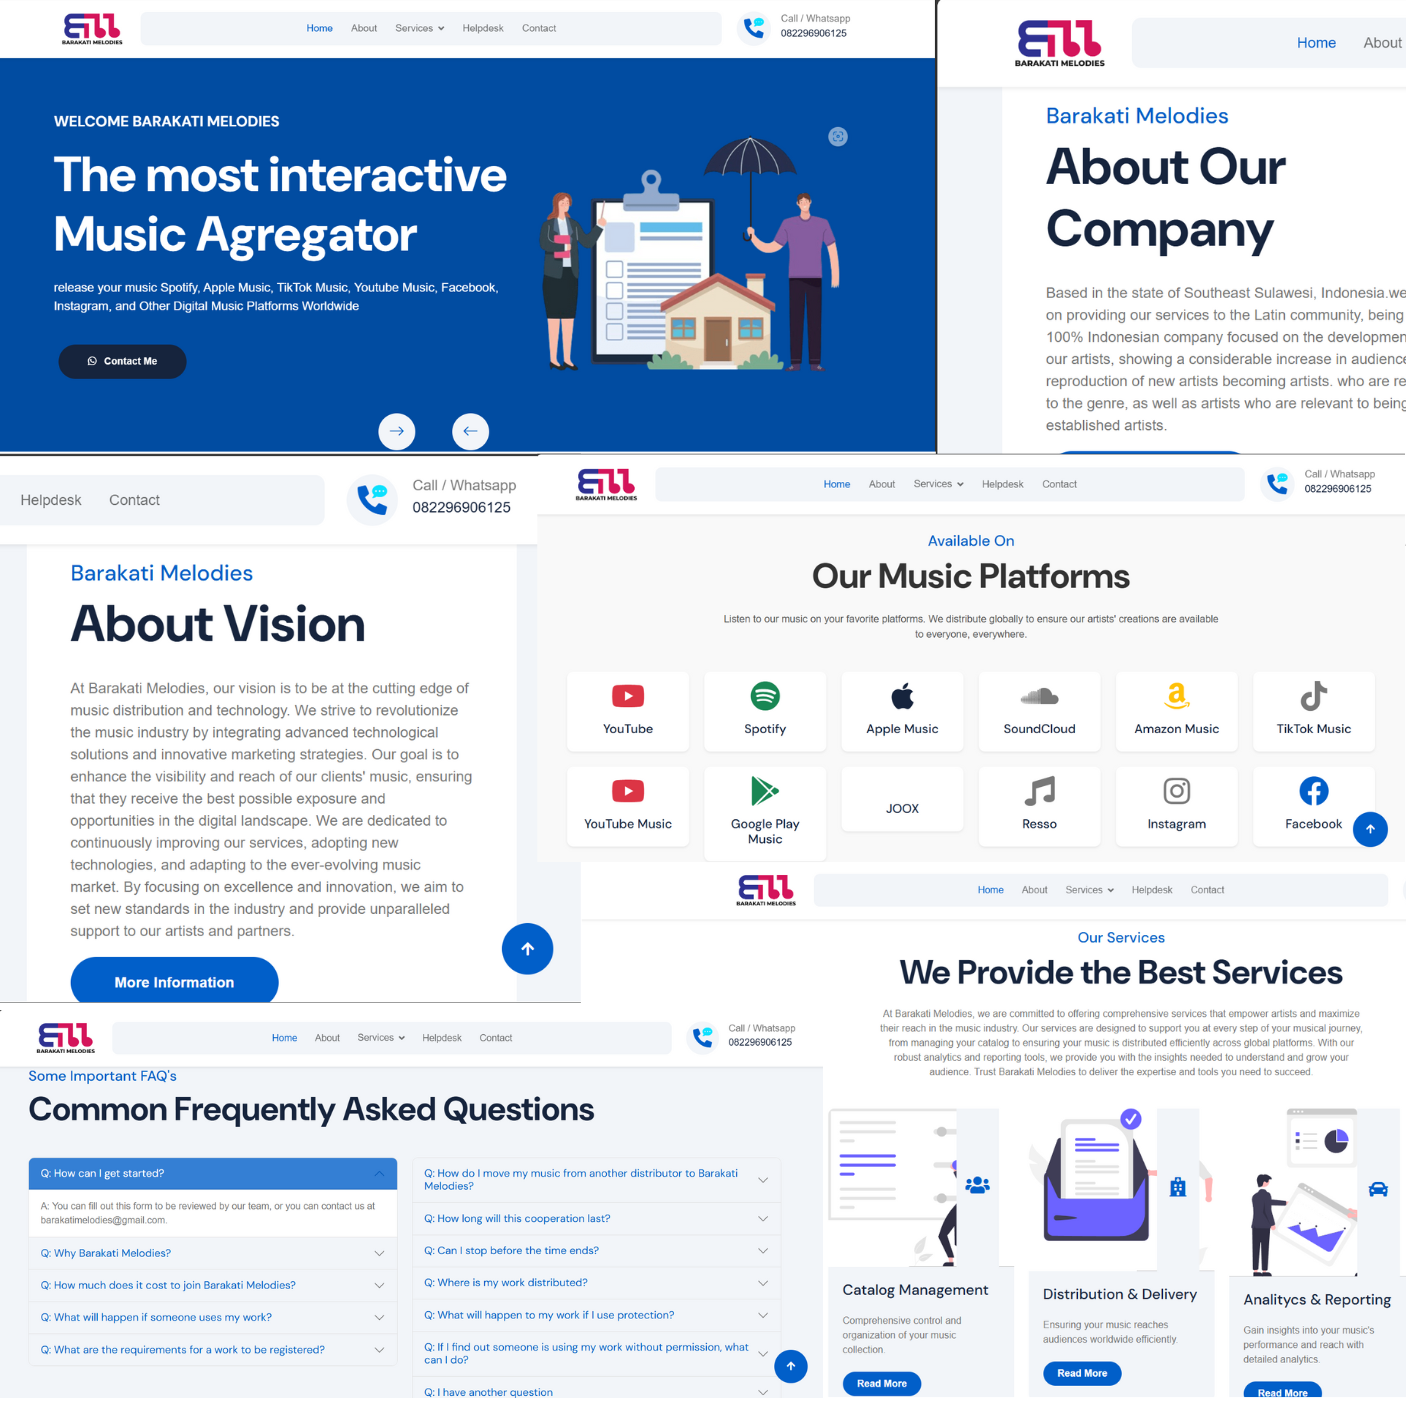 BARAKATI MELODIES
Home
About
Services
Helpdesk
Contact
Call / Whatsapp
082296906125
WELCOME BARAKATI MELODIES
The most interactive
Music Agregator
release your music Spotify, Apple Music, TikTok Music, Youtube Music, Facebook,
Instagram, and Other Digital Music Platforms Worldwide
Contact Me
BARAKATI MELODIES
Home
About
Barakati Melodies
About Our
Company
Based in the state of Southeast Sulawesi, Indonesia.we
on providing our services to the Latin community, being
100% Indonesian company focused on the developmen
our artists, showing a considerable increase in audience
reproduction of new artists becoming artists. who are re
to the genre, as well as artists who are relevant to being
established artists.
Helpdesk
Contact
Call / Whatsapp
082296906125
Barakati Melodies
About Vision
At Barakati Melodies, our vision is to be at the cutting edge of
music distribution and technology. We strive to revolutionize
the music industry by integrating advanced technological
solutions and innovative marketing strategies. Our goal is to
enhance the visibility and reach of our clients' music, ensuring
that they receive the best possible exposure and
opportunities in the digital landscape. We are dedicated to
continuously improving our services, adopting new
technologies, and adapting to the ever-evolving music
market. By focusing on excellence and innovation, we aim to
set new standards in the industry and provide unparalleled
support to our artists and partners.
More Information
BARAKATI MELODIES
Home
About
Services
Helpdesk
Contact
Call / Whatsapp
082296906125
Available On
Our Music Platforms
Listen to our music on your favorite platforms. We distribute globally to ensure our artists' creations are available
to everyone, everywhere.
YouTube
Spotify
Apple Music
SoundCloud
Amazon Music
TikTok Music
YouTube Music
Google Play
Music
JOOX
Resso
Instagram
Facebook
BARAKATI MELODIES
Home
About
Services
Helpdesk
Contact
Our Services
We Provide the Best Services
At Barakati Melodies, we are committed to offering comprehensive services that empower artists and maximize
their reach in the music industry. Our services are designed to support you at every step of your musical journey,
from managing your catalog to ensuring your music is distributed efficiently across global platforms. With our
robust analytics and reporting tools, we provide you with the insights needed to understand and grow your
audience. Trust Barakati Melodies to deliver the expertise and tools you need to succeed.
Catalog Management
Comprehensive control and
organization of your music
collection.
Read More
Distribution & Delivery
Ensuring your music reaches
audiences worldwide efficiently.
Read More
Analitycs & Reporting
Gain insights into your music's
performance and reach with
detailed analytics.
Read More
BARAKATI MELODIES
Home
About
Services
Helpdesk
Contact
Call / Whatsapp
082296906125
Some Important FAQ's
Common Frequently Asked Questions
Q: How can I get started?
A: You can fill out this form to be reviewed by our team, or you can contact us at
barakatimelodies@gmail.com.
Q: Why Barakati Melodies?
Q: How much does it cost to join Barakati Melodies?
Q: What will happen if someone uses my work?
Q: What are the requirements for a work to be registered?
Q: How do I move my music from another distributor to Barakati
Melodies?
Q: How long will this cooperation last?
Q: Can I stop before the time ends?
Q: Where is my work distributed?
Q: What will happen to my work if I use protection?
Q: If I find out someone is using my work without permission, what
can I do?
Q: I have another question